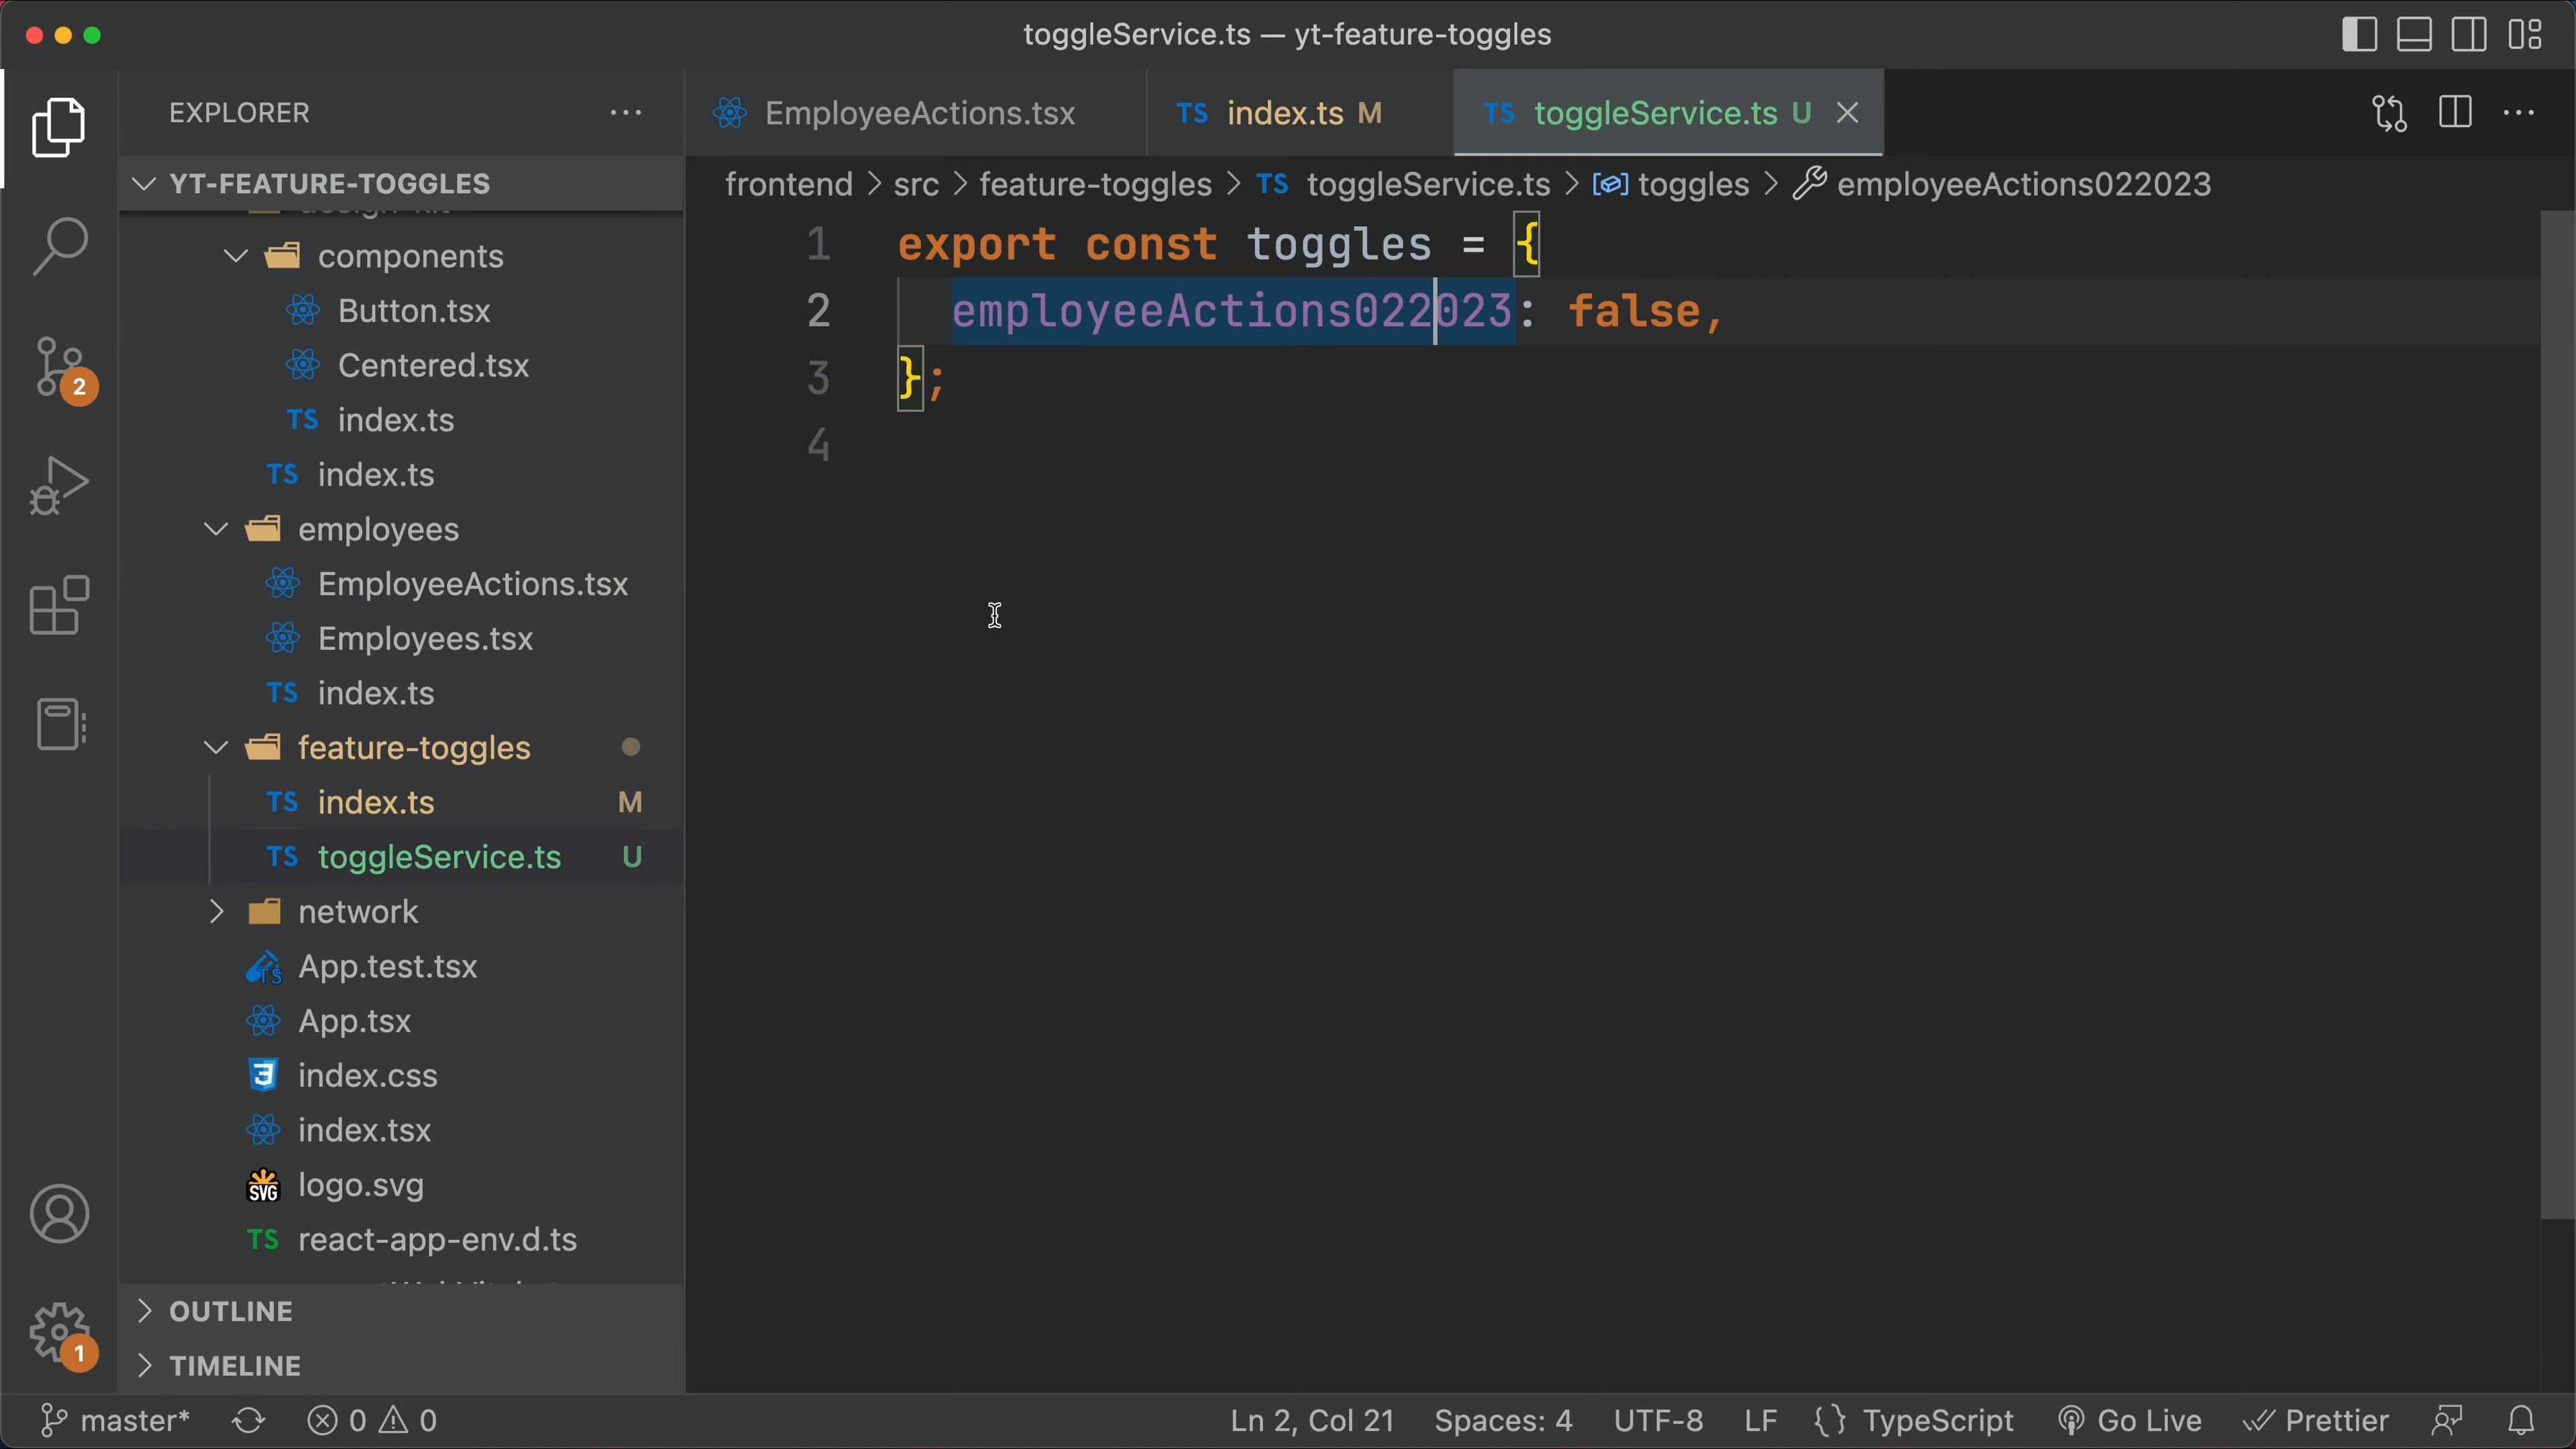 toggleService.ts — yt-feature-toggles
EXPLORER
EmployeeActions.tsx
TS index.ts M
TS toggleService.ts U
YT-FEATURE-TOGGLES
frontend > src > feature-toggles > TS toggleService.ts > toggles > employeeActions022023
components
Button.tsx
Centered.tsx
TS index.ts
TS index.ts
employees
EmployeeActions.tsx
Employees.tsx
TS index.ts
feature-toggles
TS index.ts M
TS toggleService.ts U
network
App.test.tsx
App.tsx
index.css
index.tsx
SVG logo.svg
TS react-app-env.d.ts
OUTLINE
TIMELINE
2
1
1 export const toggles = {
2 employeeActions022023: false,
3 };
4
master* 0 0 Ln 2, Col 21 Spaces: 4 UTF-8 LF {} TypeScript Go Live Prettier